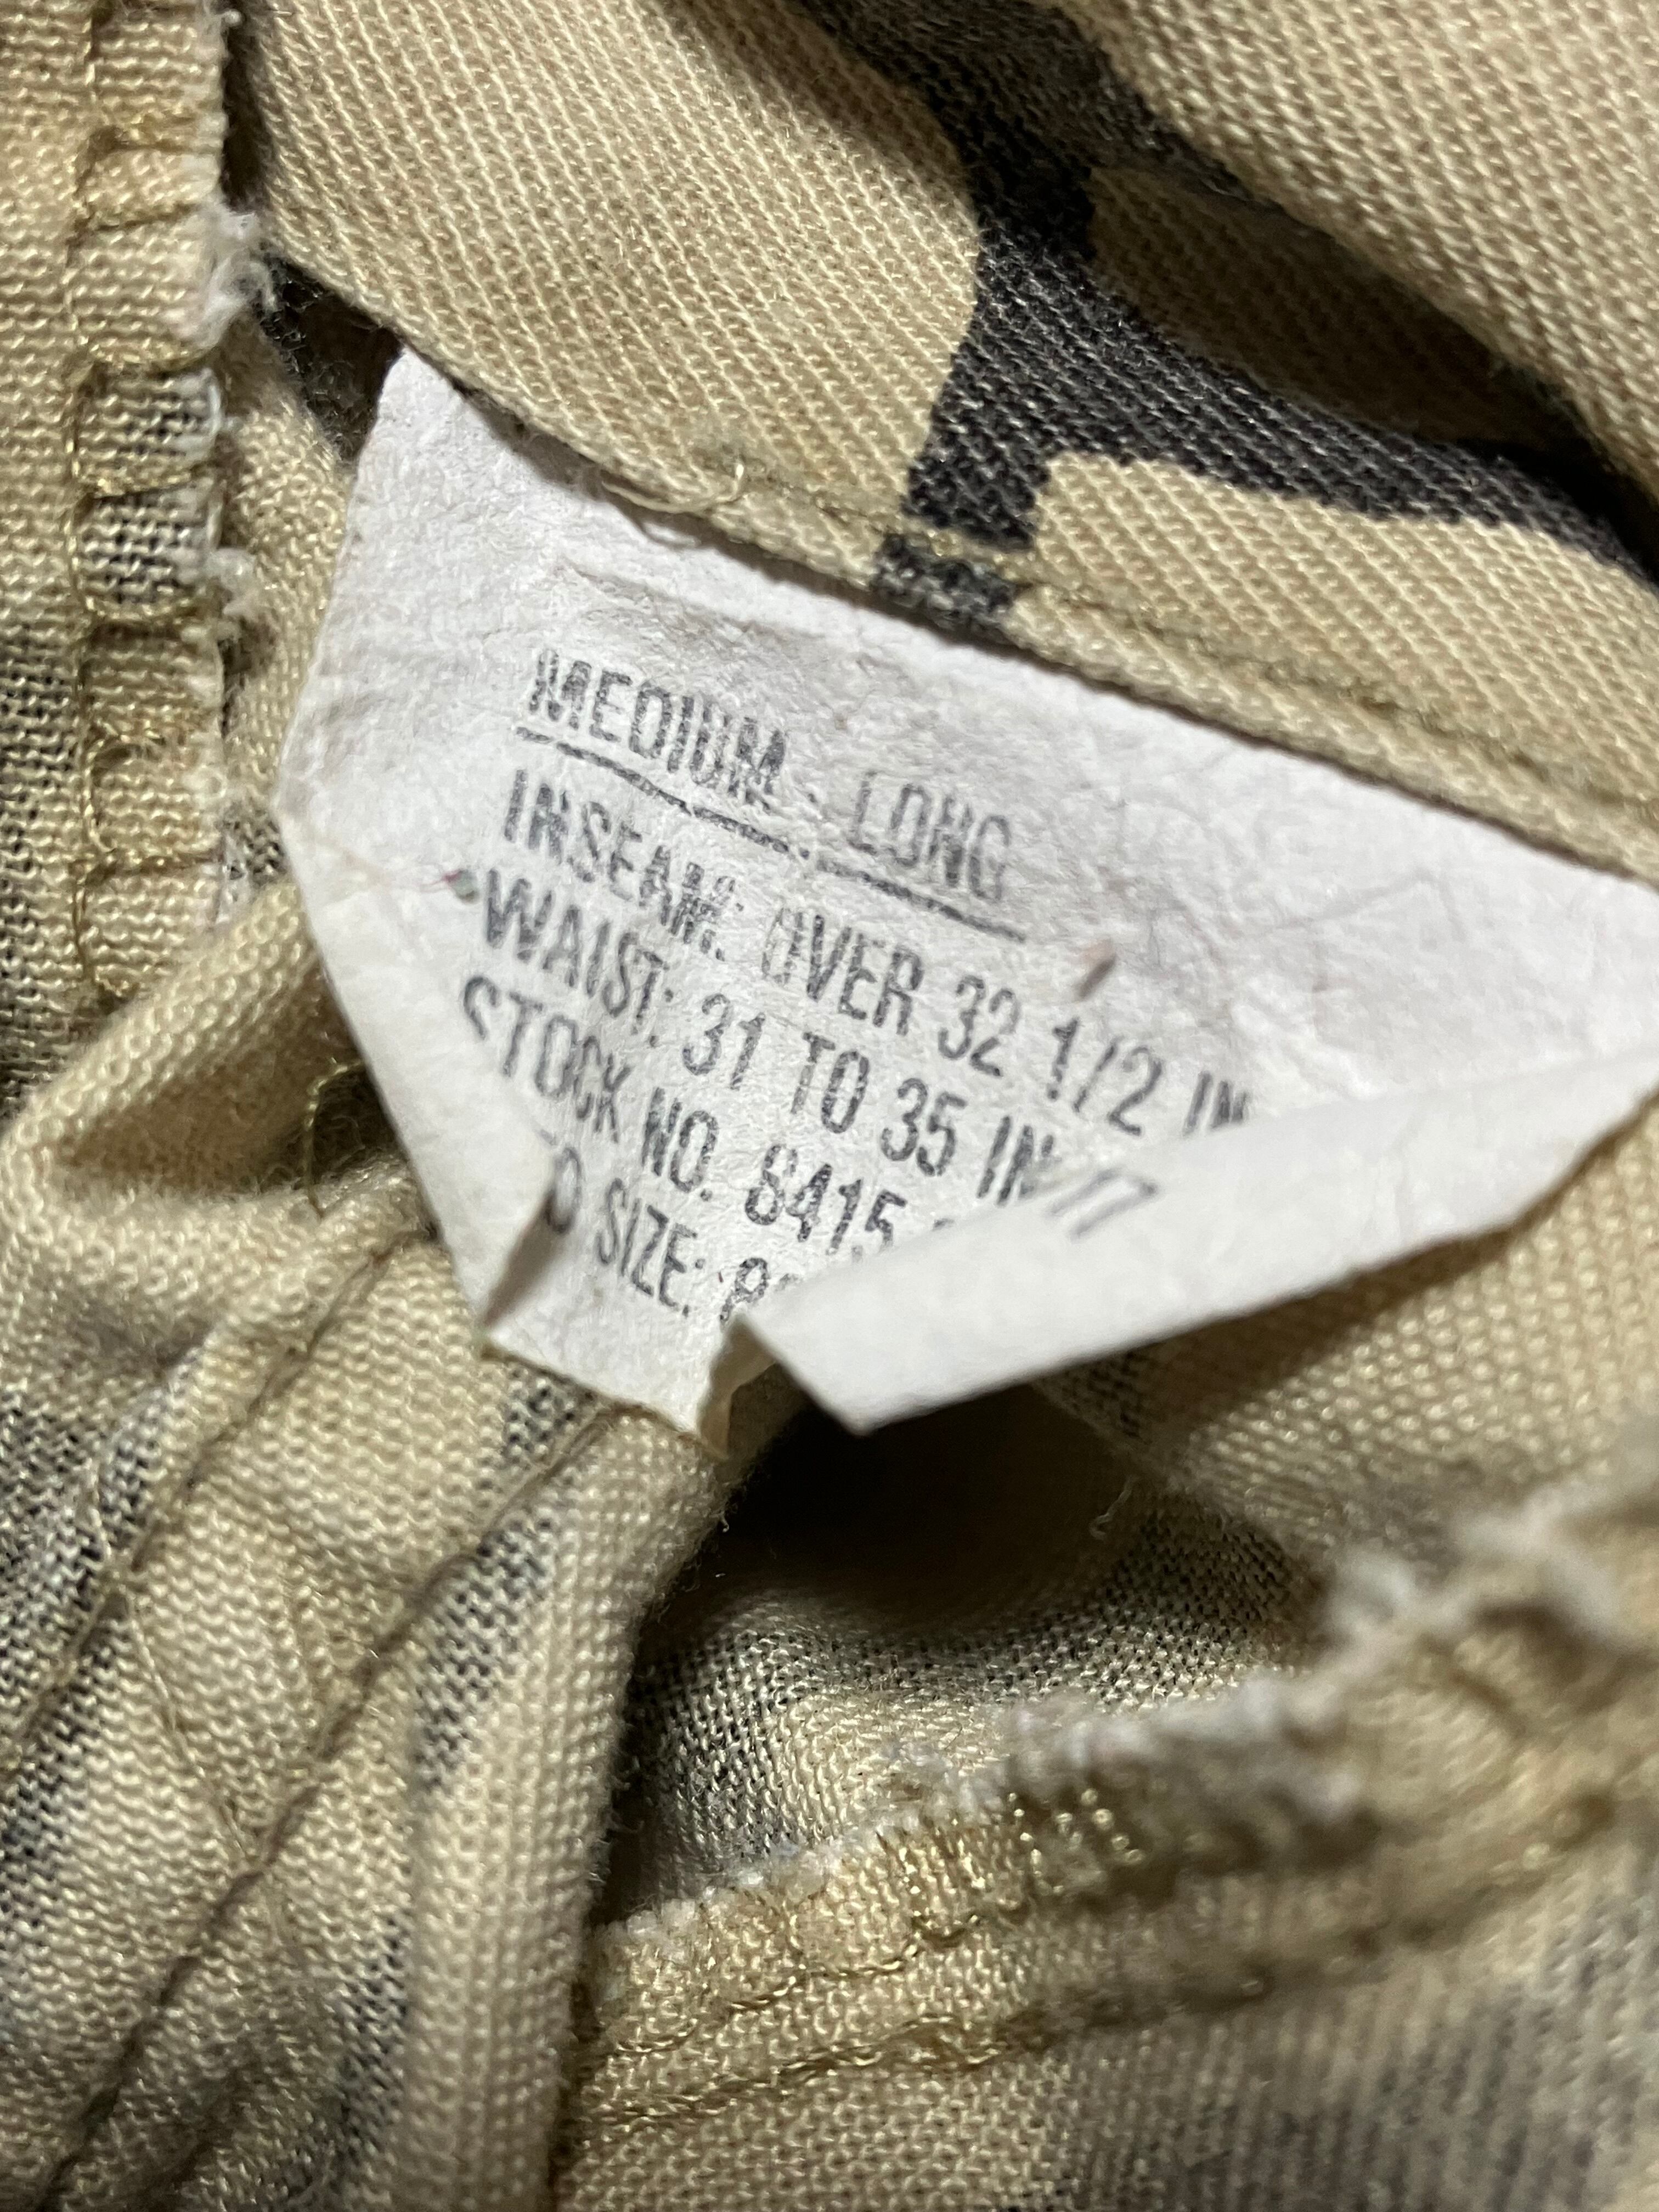 MEDIUM - LONG
INSEAM: OVER 32 1/2 IN
WAIST: 31 TO 35 IN
STOCK NO. 8415
SIZE: